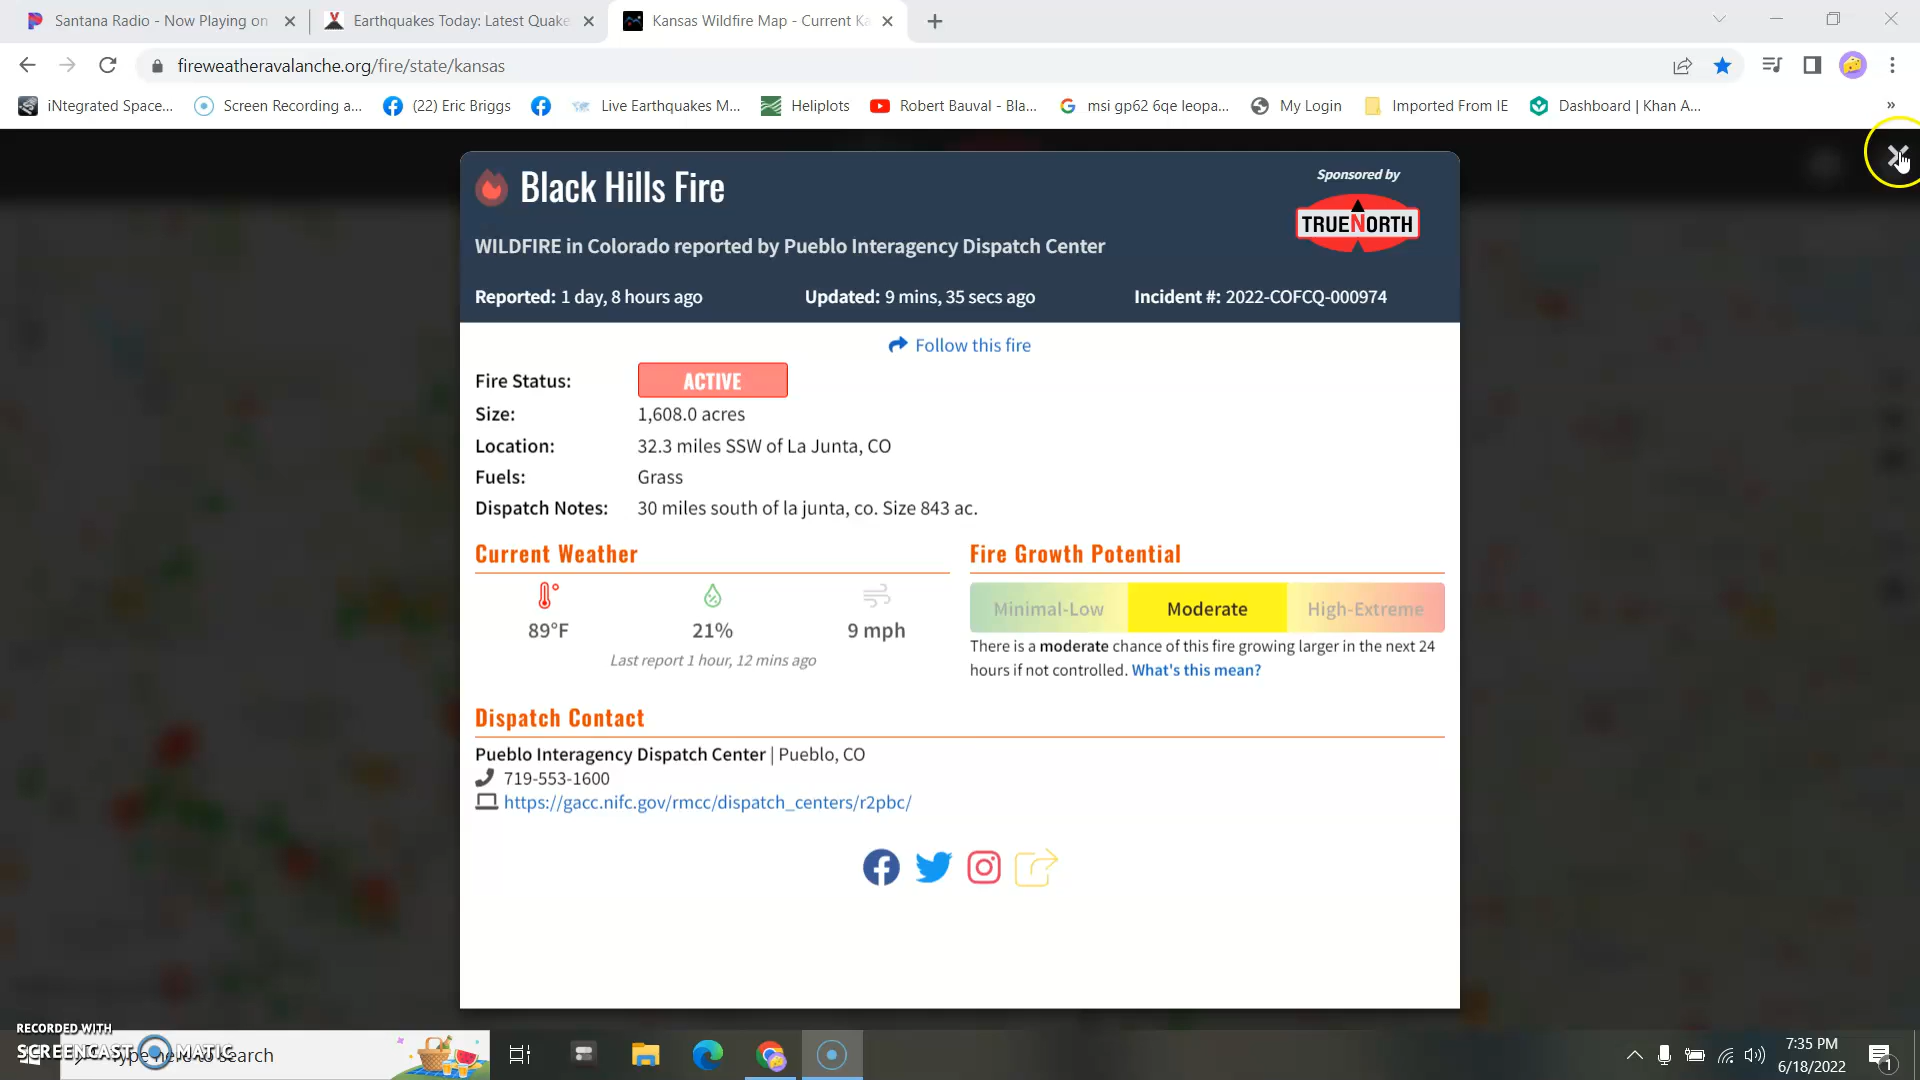 Santana Radio - Now Playing on
Earthquakes Today: Latest Quake
Kansas Wildfire Map - Current Ka
fireweatheravalanche.org/fire/state/kansas
iNtegrated Space...
Screen Recording a...
(22) Eric Briggs
Live Earthquakes M...
Heliplots
Robert Bauval - Bla...
msi gp62 6qe leopa...
My Login
Imported From IE
Dashboard | Khan A...
»
Black Hills Fire
Sponsored by
TRUENORTH
WILDFIRE in Colorado reported by Pueblo Interagency Dispatch Center
Reported: 1 day, 8 hours ago
Updated: 9 mins, 35 secs ago
Incident #: 2022-COFCQ-000974
Follow this fire
Fire Status: ACTIVE
Size: 1,608.0 acres
Location: 32.3 miles SSW of La Junta, CO
Fuels: Grass
Dispatch Notes: 30 miles south of la junta, co. Size 843 ac.
Current Weather
89°F 21% 9 mph
Last report 1 hour, 12 mins ago
Fire Growth Potential
Minimal-Low Moderate High-Extreme
There is a moderate chance of this fire growing larger in the next 24
hours if not controlled. What's this mean?
Dispatch Contact
Pueblo Interagency Dispatch Center | Pueblo, CO
719-553-1600
https://gacc.nifc.gov/rmcc/dispatch_centers/r2pbc/
RECORDED WITH
SCREENCAST MATIC
Type here to search
7:35 PM
6/18/2022
1